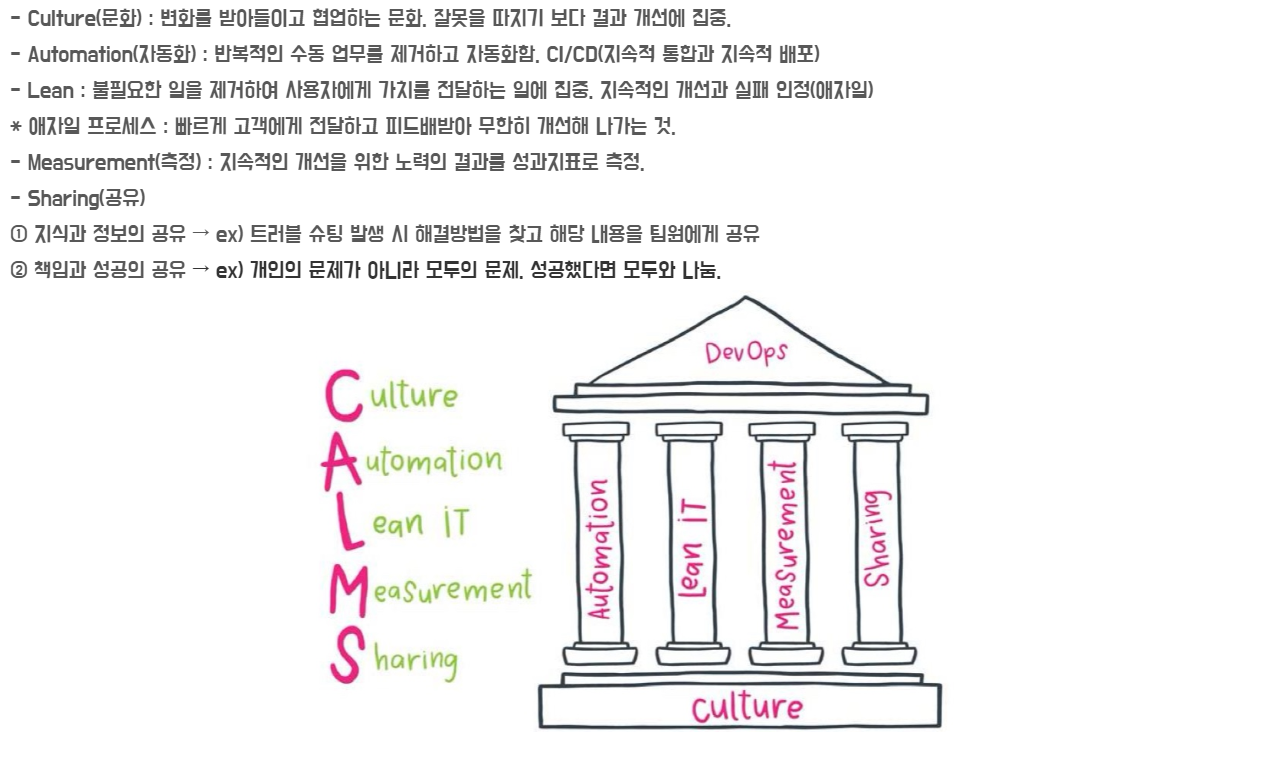 - Culture(문화) : 변화를 받아들이고 협업하는 문화. 잘못을 따지기 보다 결과 개선에 집중.
- Automation(자동화) : 반복적인 수동 업무를 제거하고 자동화함. CI/CD(지속적 통합과 지속적 배포)
- Lean : 불필요한 일을 제거하여 사용자에게 가치를 전달하는 일에 집중. 지속적인 개선과 실패 인정(애자일)
* 애자일 프로세스 : 빠르게 고객에게 전달하고 피드배받아 무한히 개선해 나가는 것.
- Measurement(측정) : 지속적인 개선을 위한 노력의 결과를 성과지표로 측정.
- Sharing(공유)
① 지식과 정보의 공유 → ex) 트러블 슈팅 발생 시 해결방법을 찾고 해당 내용을 팀원에게 공유
② 책임과 성공의 공유 → ex) 개인의 문제가 아니라 모두의 문제. 성공했다면 모두와 나눔.
Culture
Automation
Lean iT
Measurement
Sharing
DevOps
Automation
Lean iT
Measurement
Sharing
Culture